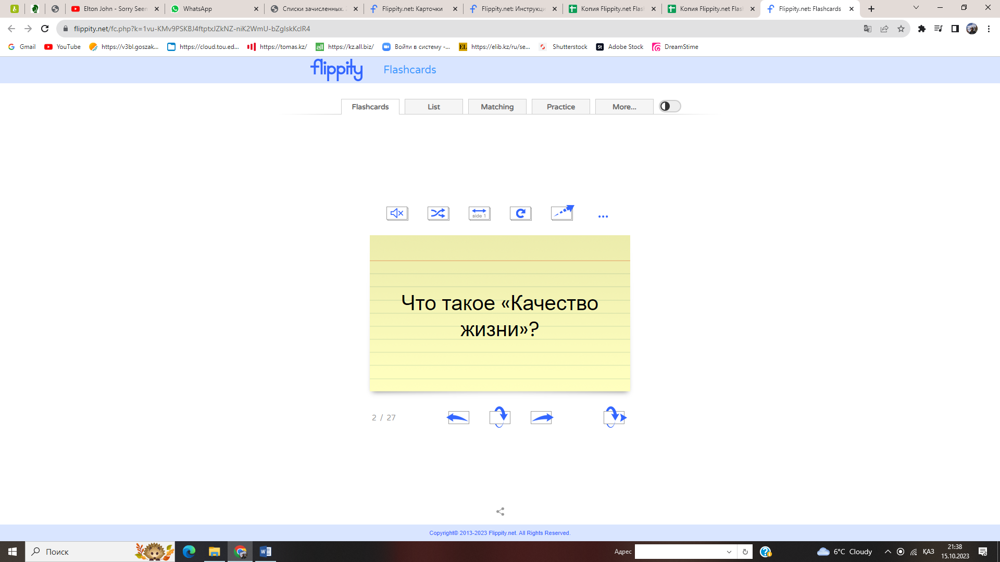 Elton John - Sorry Seem
WhatsApp
Списки зачисленных.
Flippity.net: Карточки
Flippity.net: Инструкци
Копия Flippity.net Flas
Копия Flippity.net Flas
Flippity.net: Flashcards
flippity.net/fc.php?k=1vu-KMv9PSKBJ4ftptxJZkNZ-niK2WmU-bZglskKclR4
Gmail
YouTube
https://v3bl.goszak...
https://cloud.tou.ed...
https://tomas.kz/
all
https://kz.all.biz/
Войти в систему -...
EL
https://elib.kz/ru/se...
Shutterstock
St
Adobe Stock
DreamStime
flippity
Flashcards
Flashcards
List
Matching
Practice
More...
side 1
...
Что такое «Качество
жизни»?
2 / 27
Copyright© 2013-2023 Flippity.net. All Rights Reserved.
Поиск
Адрес
6°C Cloudy
ҚАЗ
21:38
15.10.2023